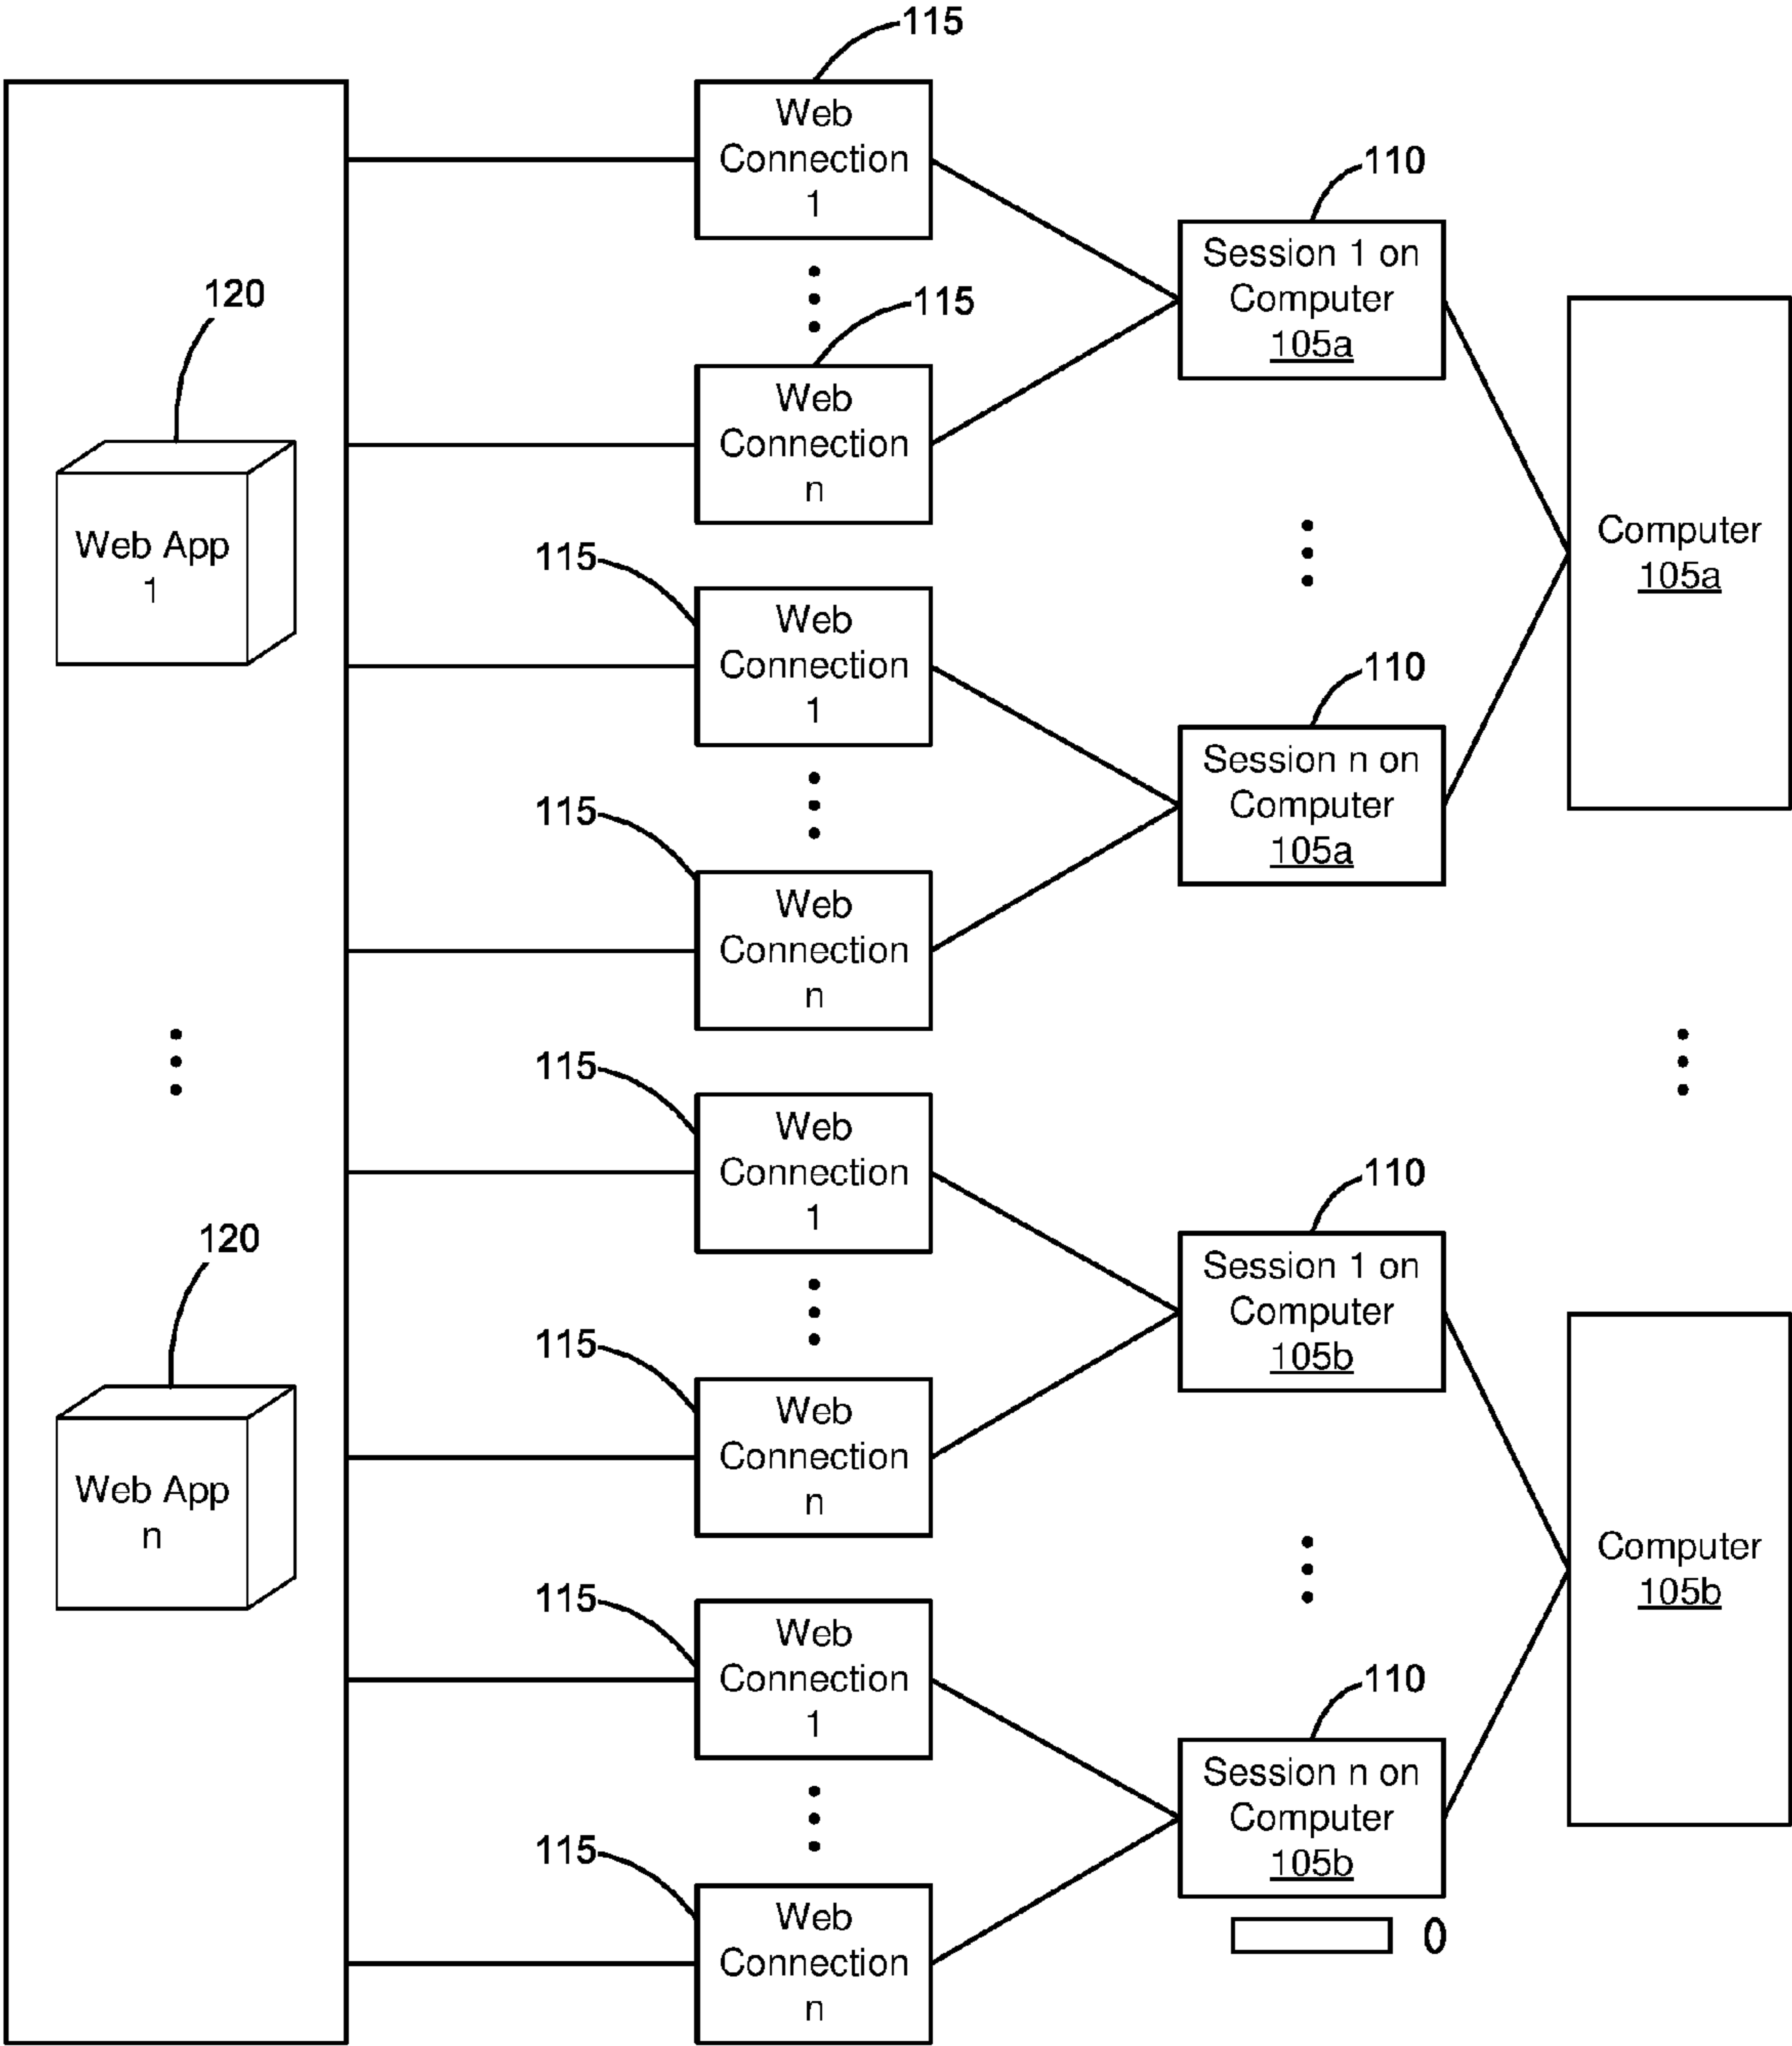 115
Web
Connection
1
110
Session 1 on
Computer
105a
120
115
Web
Connection
n
Computer
105a
Web App
1
115
Web
Connection
1
110
Session n on
Computer
105a
115
Web
Connection
n
115
Web
Connection
1
110
Session 1 on
Computer
105b
120
115
Web
Connection
n
Computer
105b
Web App
n
115
Web
Connection
1
110
Session n on
Computer
105b
0
115
Web
Connection
n